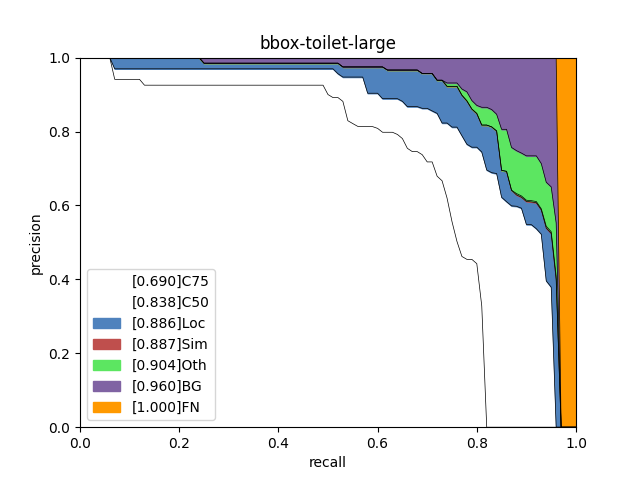 bbox-toilet-large
1.0
0.8
0.6
0.4
0.2
0.0
precision
[0.690]C75
[0.838]C50
[0.886]Loc
[0.887]Sim
[0.904]Oth
[0.960]BG
[1.000]FN
0.0 0.2 0.4 0.6 0.8 1.0
recall